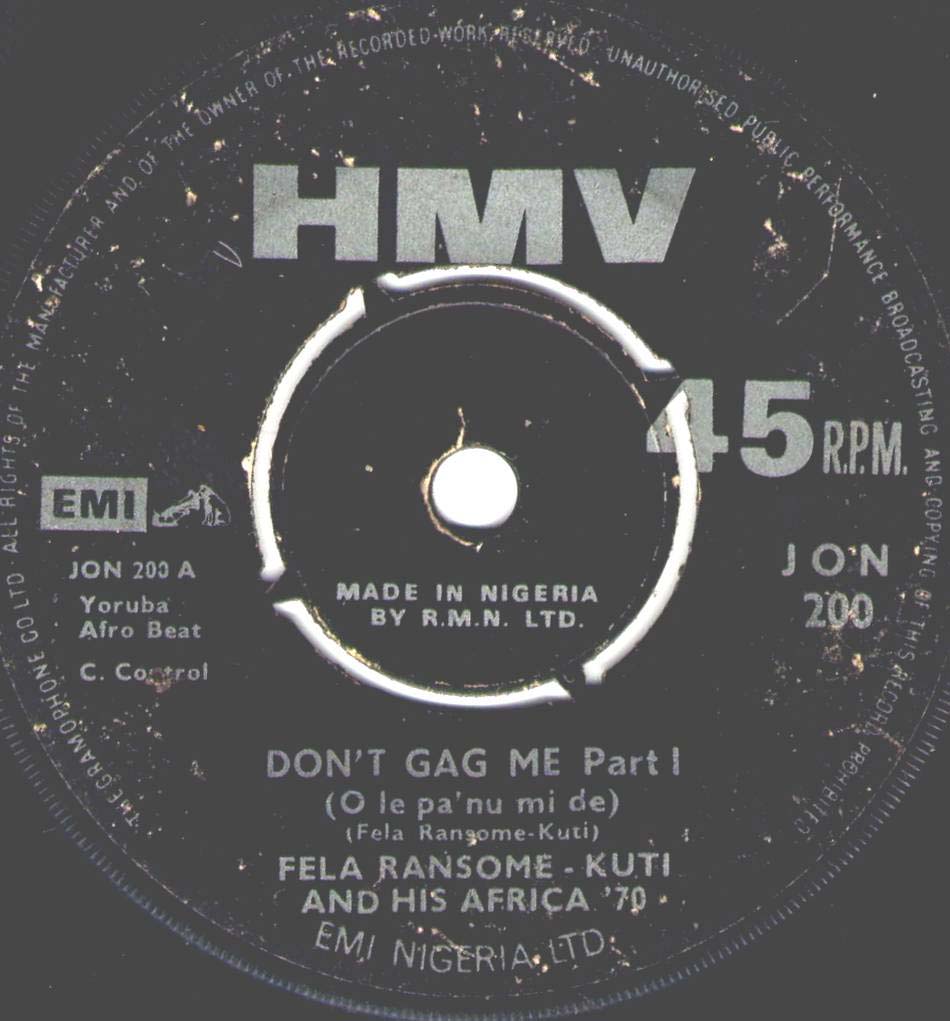 THE GRAMOPHONE CO LTD ALL RIGHTS OF THE MANUFACTURER AND OF THE OWNER OF THE RECORDED WORK RESERVED UNAUTHORISED PUBLIC PERFORMANCE BROADCASTING AND COPYING OF THIS RECORD PROHIBITED
HMV
45 R.P.M.
EMI
JON 200 A
Yoruba
Afro Beat
C. Control
JON
200
MADE IN NIGERIA
BY R.M.N. LTD.
DON'T GAG ME Part I
(O le pa'nu mi de)
(Fela Ransome-Kuti)
FELA RANSOME - KUTI
AND HIS AFRICA '70
EMI NIGERIA LTD.